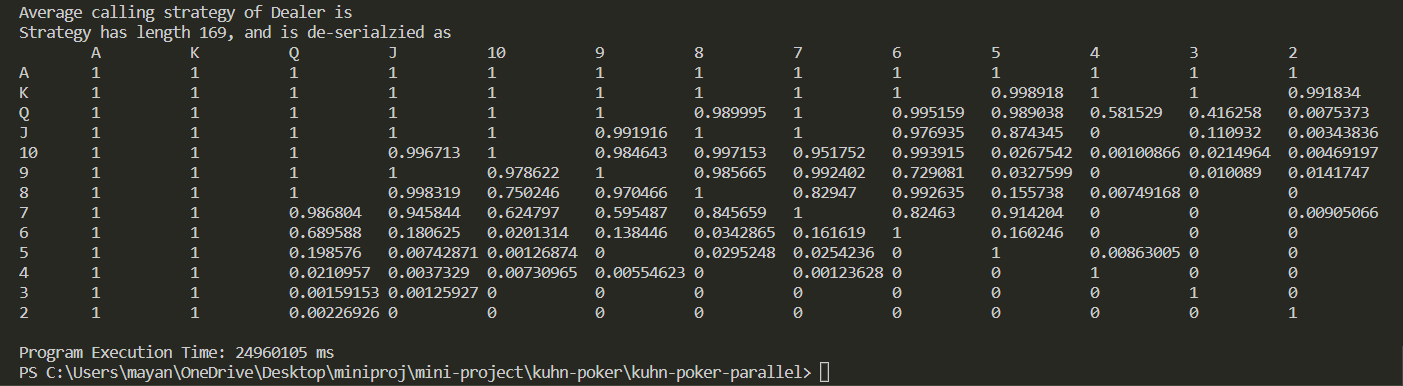 Average calling strategy of Dealer is
Strategy has length 169, and is de-serialzied as
A K Q J 10 9 8 7 6 5 4 3 2
A 1 1 1 1 1 1 1 1 1 1 1 1 1
K 1 1 1 1 1 1 1 1 1 0.998918 1 1 0.991834
Q 1 1 1 1 1 1 0.989995 1 0.995159 0.989038 0.581529 0.416258 0.0075373
J 1 1 1 1 1 0.991916 1 1 0.976935 0.874345 0 0.110932 0.00343836
10 1 1 1 0.996713 1 0.984643 0.997153 0.951752 0.993915 0.0267542 0.00100866 0.0214964 0.00469197
9 1 1 1 1 0.978622 1 0.985665 0.992402 0.729081 0.0327599 0 0.010089 0.0141747
8 1 1 1 0.998319 0.750246 0.970466 1 0.82947 0.992635 0.155738 0.00749168 0 0
7 1 1 0.986804 0.945844 0.624797 0.595487 0.845659 1 0.82463 0.914204 0 0 0.00905066
6 1 1 0.689588 0.180625 0.0201314 0.138446 0.0342865 0.161619 1 0.160246 0 0 0
5 1 1 0.198576 0.00742871 0.00126874 0 0.0295248 0.0254236 0 1 0.00863005 0 0
4 1 1 0.0210957 0.0037329 0.00730965 0.00554623 0 0.00123628 0 0 1 0 0
3 1 1 0.00159153 0.00125927 0 0 0 0 0 0 0 1 0
2 1 1 0.00226926 0 0 0 0 0 0 0 0 0 1
Program Execution Time: 24960105 ms
PS C:\Users\mayan\OneDrive\Desktop\miniproj\mini-project\kuhn-poker\kuhn-poker-parallel>